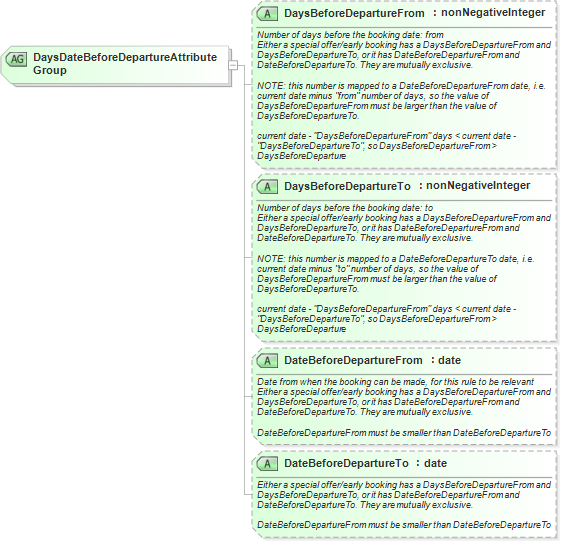 AG DaysDateBeforeDepartureAttribute
Group
A DaysBeforeDepartureFrom : nonNegativeInteger
Number of days before the booking date: from
Either a special offer/early booking has a DaysBeforeDepartureFrom and
DaysBeforeDepartureTo, or it has DateBeforeDepartureFrom and
DateBeforeDepartureTo. They are mutually exclusive.
NOTE: this number is mapped to a DateBeforeDepartureFrom date, i.e.
current date minus "from" number of days, so the value of
DaysBeforeDepartureFrom must be larger than the value of
DaysBeforeDepartureTo.
current date - "DaysBeforeDepartureFrom" days < current date -
"DaysBeforeDepartureTo", so DaysBeforeDepartureFrom >
DaysBeforeDeparture
A DaysBeforeDepartureTo : nonNegativeInteger
Number of days before the booking date: to
Either a special offer/early booking has a DaysBeforeDepartureFrom and
DaysBeforeDepartureTo, or it has DateBeforeDepartureFrom and
DateBeforeDepartureTo. They are mutually exclusive.
NOTE: this number is mapped to a DateBeforeDepartureTo date, i.e.
current date minus "to" number of days, so the value of
DaysBeforeDepartureFrom must be larger than the value of
DaysBeforeDepartureTo.
current date - "DaysBeforeDepartureFrom" days < current date -
"DaysBeforeDepartureTo", so DaysBeforeDepartureFrom >
DaysBeforeDeparture
A DateBeforeDepartureFrom : date
Date from when the booking can be made, for this rule to be relevant
Either a special offer/early booking has a DaysBeforeDepartureFrom and
DaysBeforeDepartureTo, or it has DateBeforeDepartureFrom and
DateBeforeDepartureTo. They are mutually exclusive.
DateBeforeDepartureFrom must be smaller than DateBeforeDepartureTo
A DateBeforeDepartureTo : date
Either a special offer/early booking has a DaysBeforeDepartureFrom and
DaysBeforeDepartureTo, or it has DateBeforeDepartureFrom and
DateBeforeDepartureTo. They are mutually exclusive.
DateBeforeDepartureFrom must be smaller than DateBeforeDepartureTo